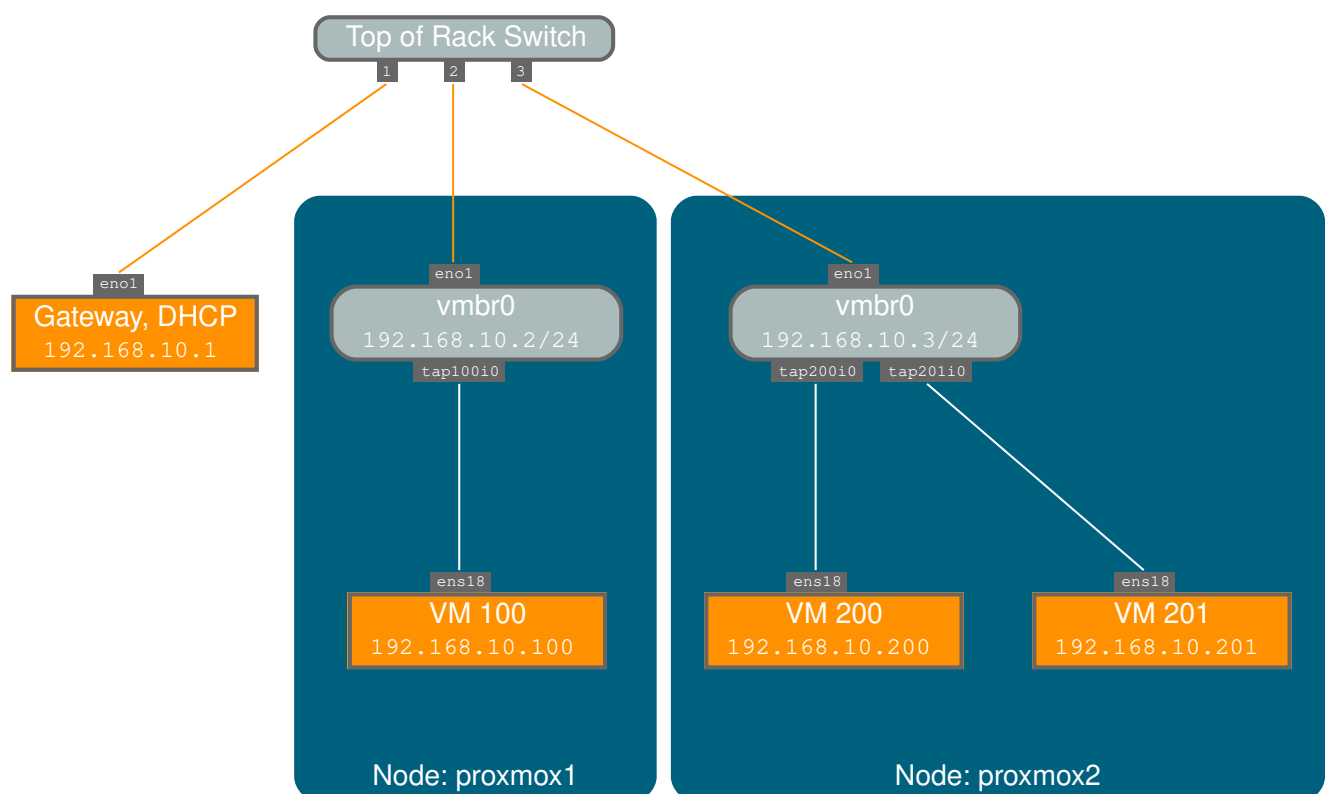 Top of Rack Switch
1 2 3
eno1
Gateway, DHCP
192.168.10.1
eno1
vmbr0
192.168.10.2/24
tap100i0
ens18
VM 100
192.168.10.100
Node: proxmox1
eno1
vmbr0
192.168.10.3/24
tap200i0 tap201i0
ens18
VM 200
192.168.10.200
ens18
VM 201
192.168.10.201
Node: proxmox2